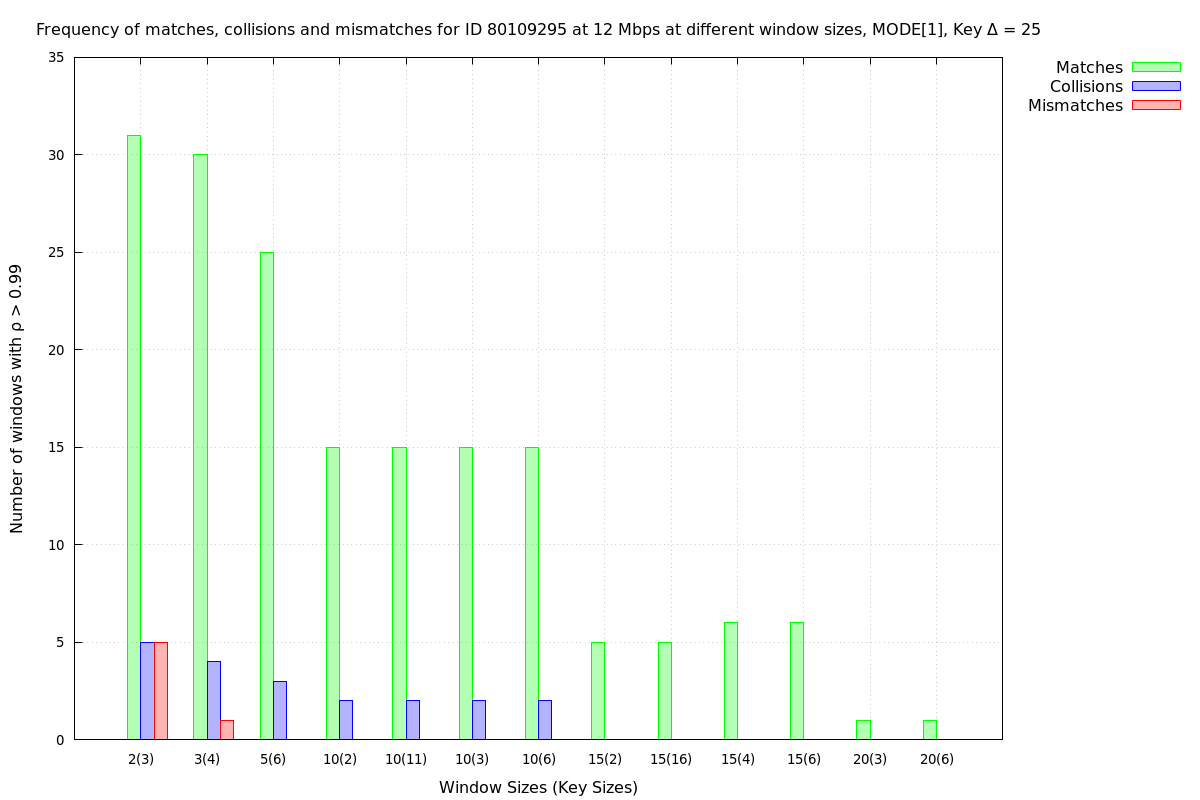 Frequency of matches, collisions and mismatches for ID 80109295 at 12 Mbps at different window sizes, MODE[1], Key Δ = 25
Matches
Collisions
Mismatches
Number of windows with ρ > 0.99
35
30
25
20
15
10
5
0
2(3) 3(4) 5(6) 10(2) 10(11) 10(3) 10(6) 15(2) 15(16) 15(4) 15(6) 20(3) 20(6)
Window Sizes (Key Sizes)